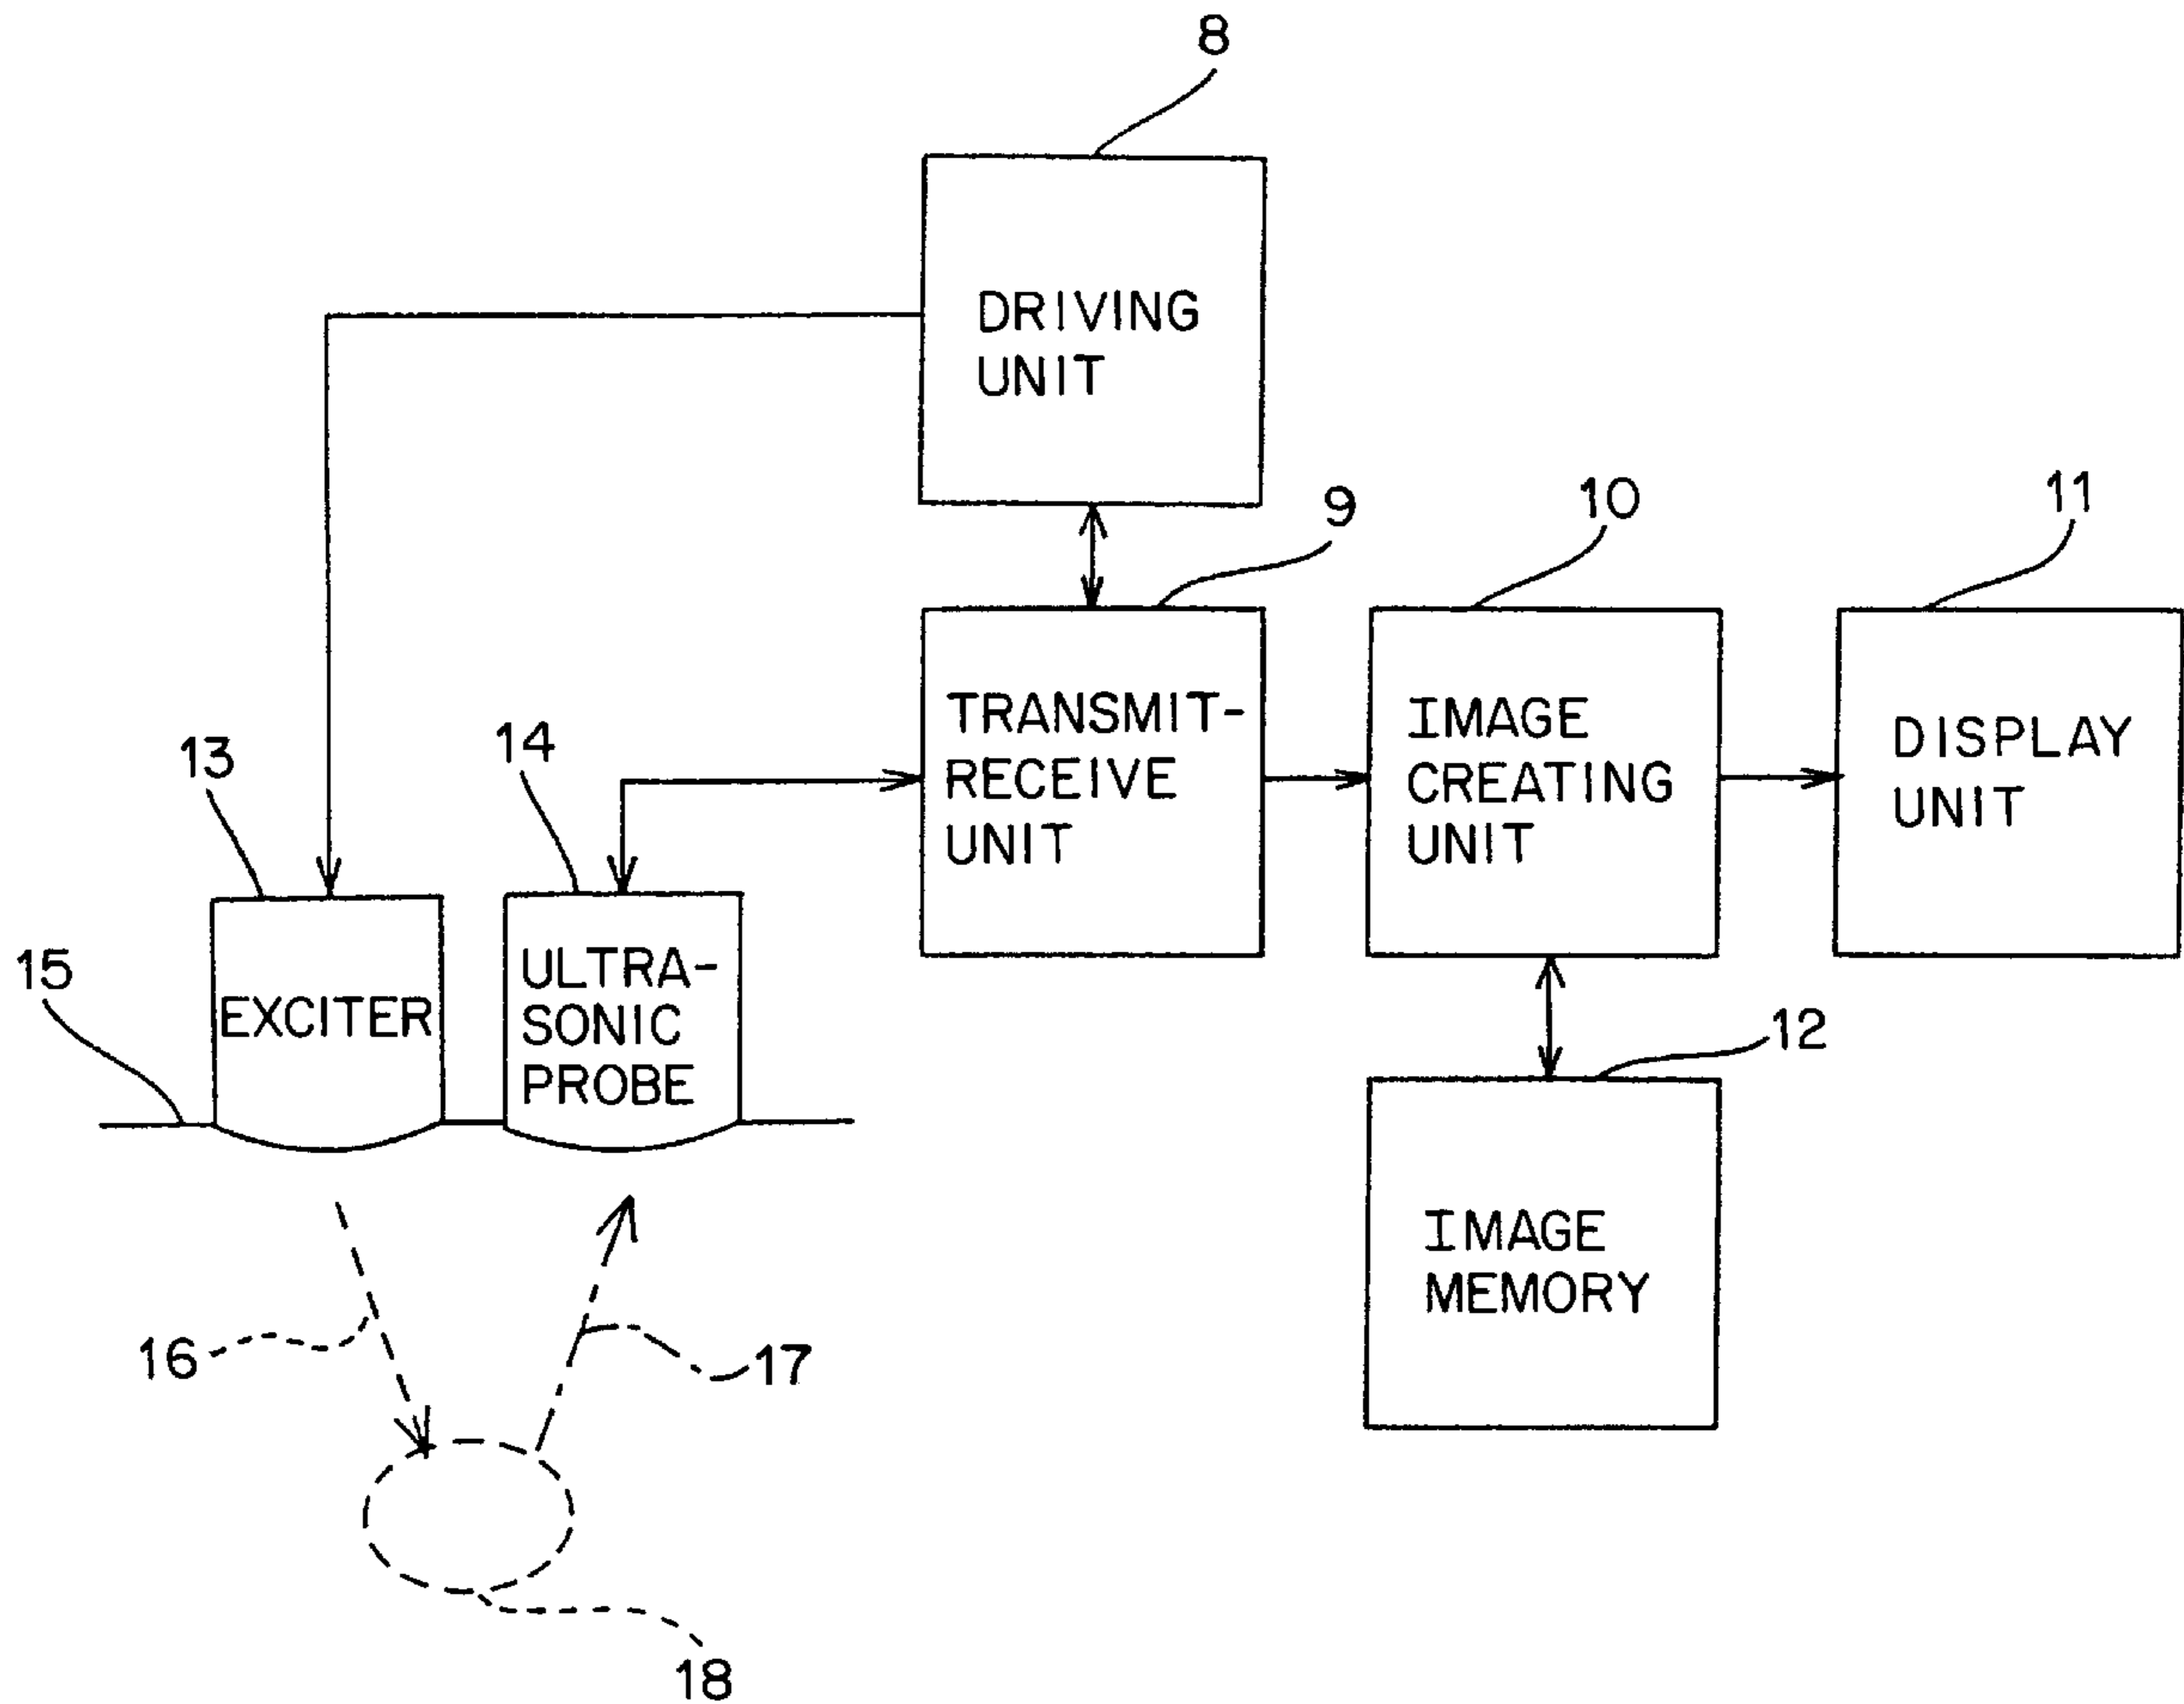 8
DRIVING
UNIT
9
10
11
TRANSMIT-
RECEIVE
UNIT
IMAGE
CREATING
UNIT
DISPLAY
UNIT
13
14
15
EXCITER
ULTRA-
SONIC
PROBE
12
IMAGE
MEMORY
16
17
18